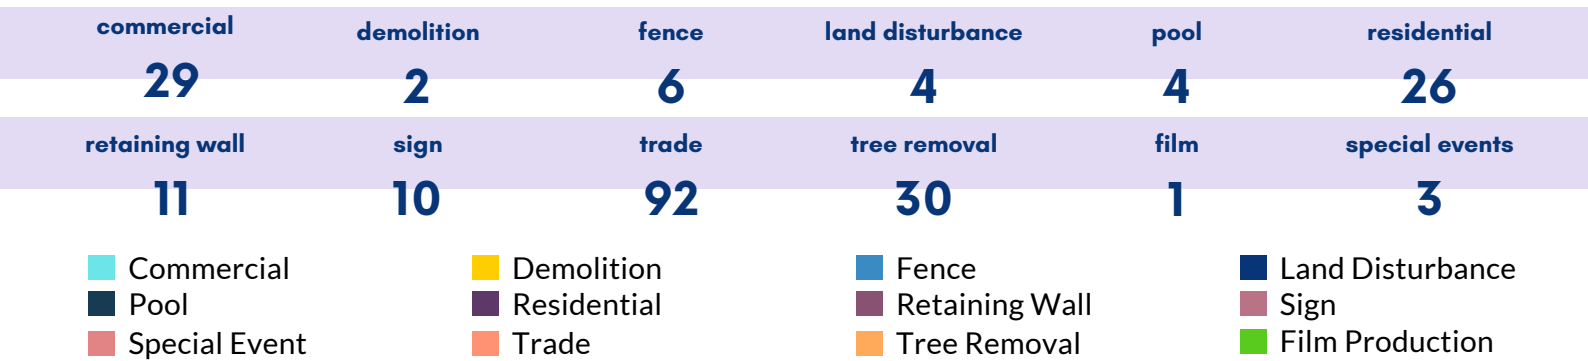 commercial demolition fence land disturbance pool residential
29 2 6 4 4 26
retaining wall sign trade tree removal film special events
11 10 92 30 1 3
Commercial Demolition Fence Land Disturbance
Pool Residential Retaining Wall Sign
Special Event Trade Tree Removal Film Production